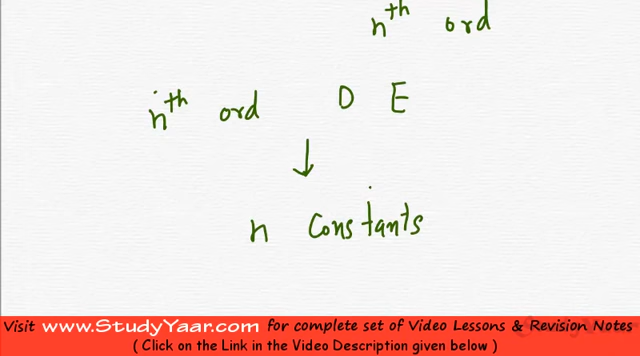 nth ord
nth ord D E
↓
n Constants
Visit www.StudyYaar.com for complete set of Video Lessons & Revision Notes
( Click on the Link in the Video Description given below )